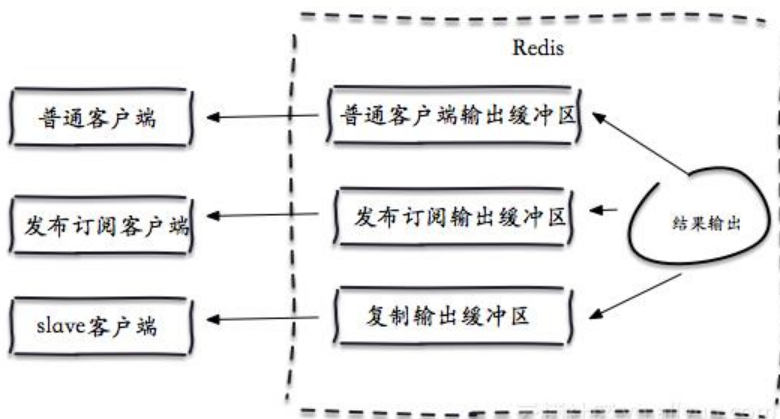 Redis
普通客户端
普通客户端输出缓冲区
发布订阅客户端
发布订阅输出缓冲区
结果输出
slave客户端
复制输出缓冲区